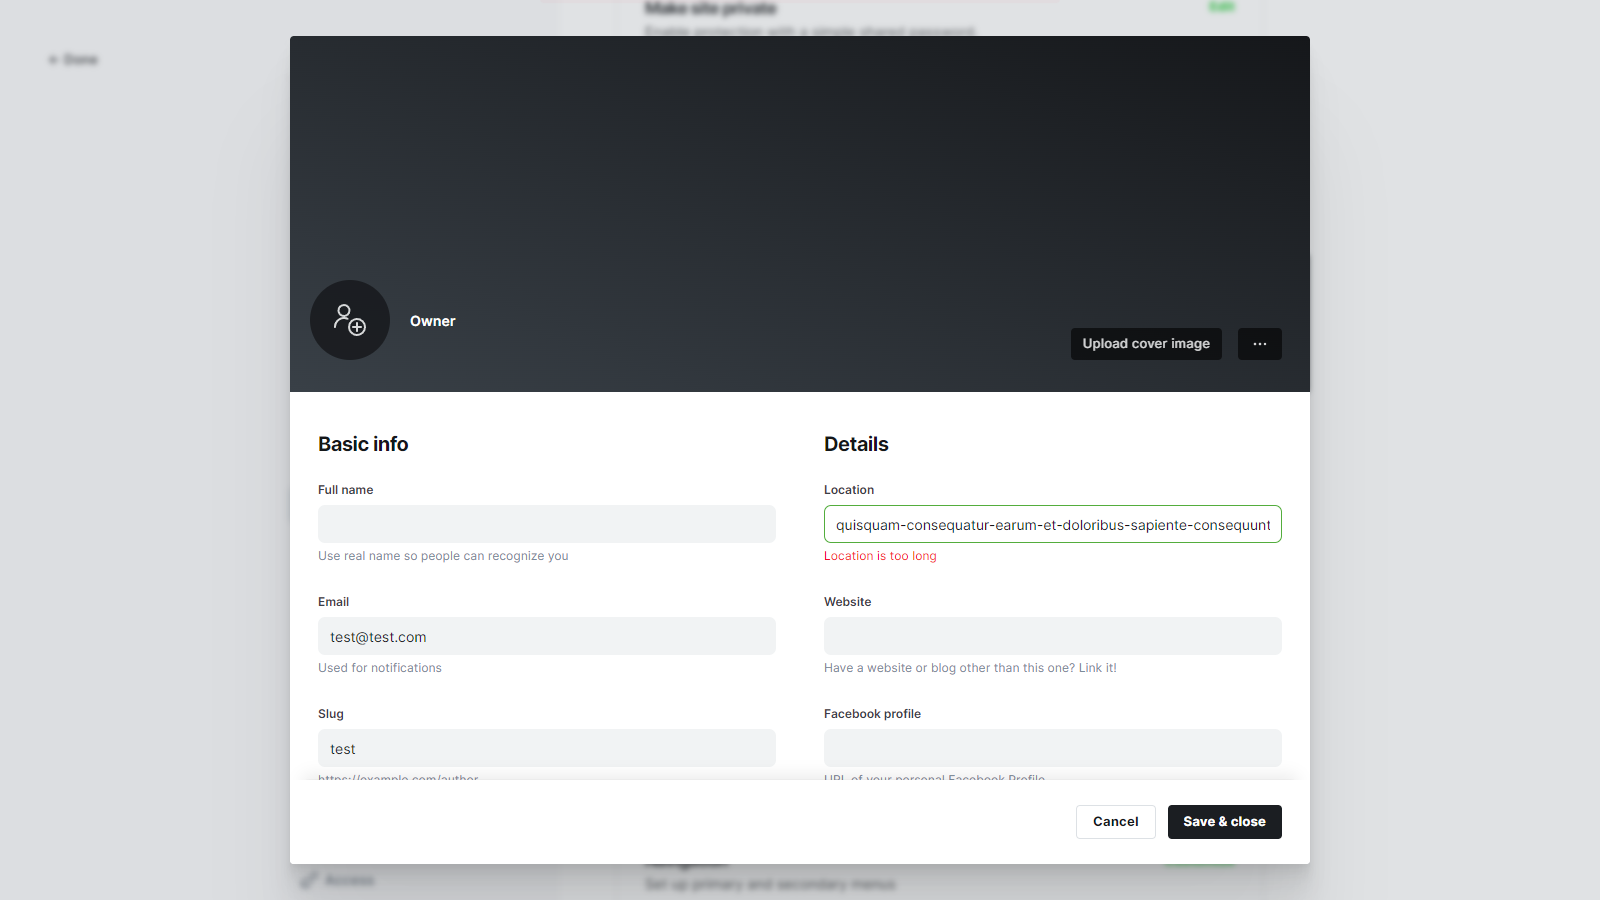 Make site private
Edit
Enable protection with a simple shared password
← Done
Owner
Upload cover image
...
Basic info
Details
Full name
Location
quisquam-consequatur-earum-et-doloribus-sapiente-consequunt
Use real name so people can recognize you
Location is too long
Email
Website
test@test.com
Used for notifications
Have a website or blog other than this one? Link it!
Slug
Facebook profile
test
https://example.com/author
URL of your personal Facebook Profile
Cancel
Save & close
Navigation
Access
Set up primary and secondary menus